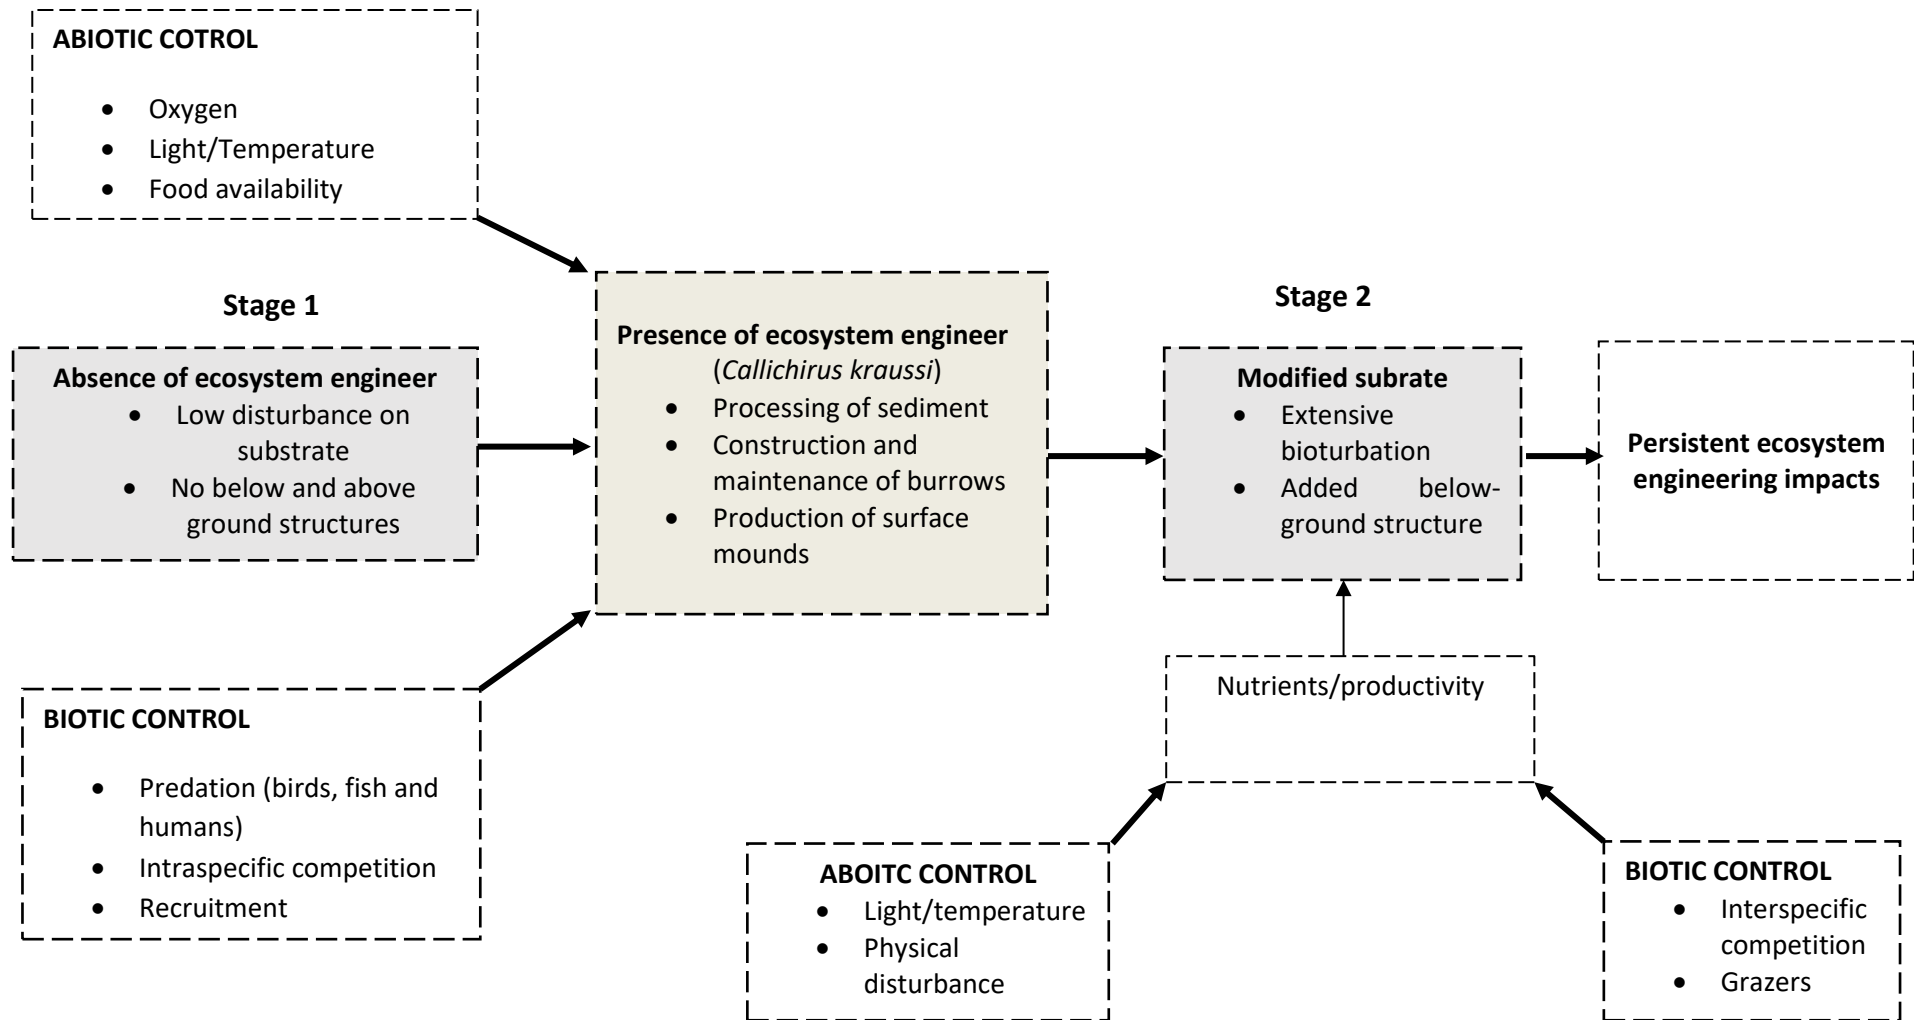 ABIOTIC COTROL
• Oxygen
• Light/Temperature
• Food availability
Stage 1
Absence of ecosystem engineer
• Low disturbance on
substrate
• No below and above
ground structures
BIOTIC CONTROL
• Predation (birds, fish and
humans)
• Intraspecific competition
• Recruitment
Presence of ecosystem engineer
(Callichirus kraussi)
• Processing of sediment
• Construction and
maintenance of burrows
• Production of surface
mounds
Stage 2
Modified subrate
• Extensive
bioturbation
• Added below-
ground structure
Persistent ecosystem
engineering impacts
Nutrients/productivity
ABOITC CONTROL
• Light/temperature
• Physical
disturbance
BIOTIC CONTROL
• Interspecific
competition
• Grazers